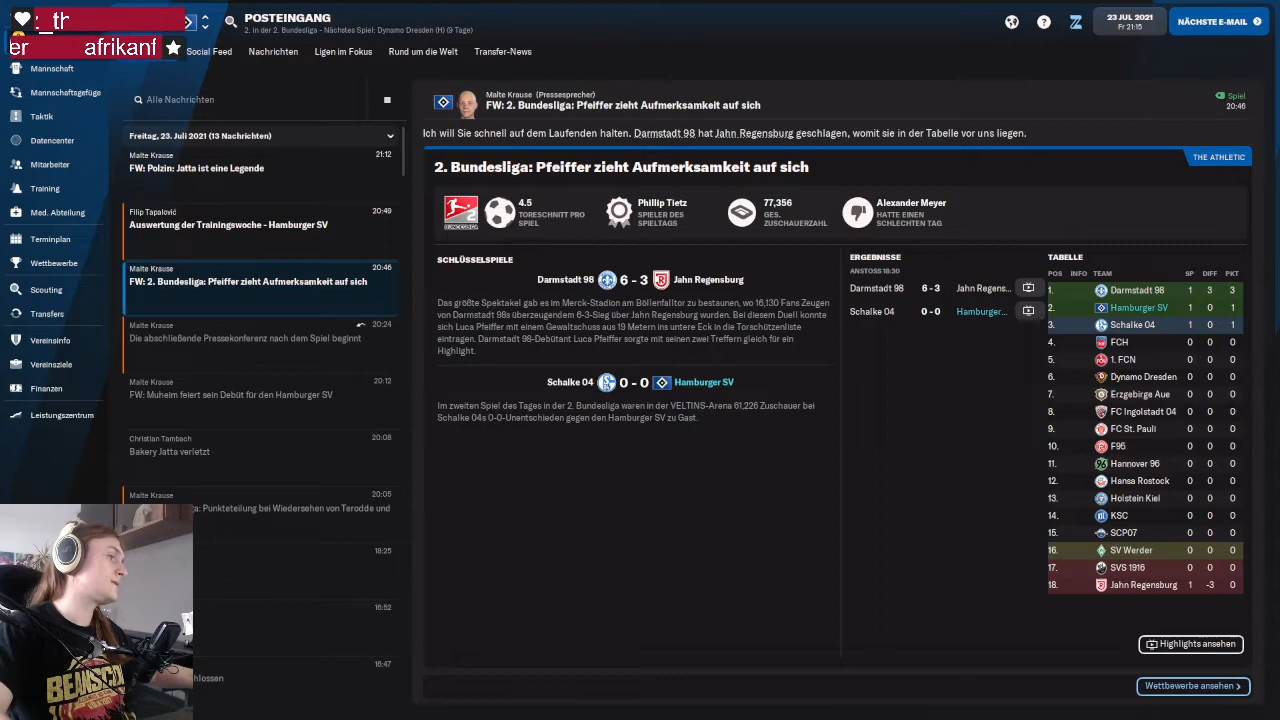 z_th
er afrikanf
POSTEINGANG
2. in der 2. Bundesliga - Nächstes Spiel: Dynamo Dresden (H) (9 Tage)
23 JUL 2021
Fr 21:15
NÄCHSTE E-MAIL
Social Feed
Nachrichten
Ligen im Fokus
Rund um die Welt
Transfer-News
Mannschaft
Mannschaftsgefüge
Taktik
Datencenter
Mitarbeiter
Training
Med. Abteilung
Terminplan
Wettbewerbe
Scouting
Transfers
Vereinsinfo
Vereinsziele
Finanzen
Leistungszentrum
Alle Nachrichten
Freitag, 23. Juli 2021 (13 Nachrichten)
Malte Krause 21:12
FW: Polzin: Jatta ist eine Legende
Filip Tapalović 20:49
Auswertung der Trainingswoche - Hamburger SV
Malte Krause 20:46
FW: 2. Bundesliga: Pfeiffer zieht Aufmerksamkeit auf sich
Malte Krause 20:24
Die abschließende Pressekonferenz nach dem Spiel beginnt
Malte Krause 20:12
FW: Muheim feiert sein Debüt für den Hamburger SV
Christian Tambach 20:08
Bakery Jatta verletzt
Malte Krause 20:05
a: Punkteteilung bei Wiedersehen von Terodde und
18:25
16:52
16:47
chlossen
Malte Krause (Pressesprecher)
FW: 2. Bundesliga: Pfeiffer zieht Aufmerksamkeit auf sich
Spiel
20:46
Ich will Sie schnell auf dem Laufenden halten. Darmstadt 98 hat Jahn Regensburg geschlagen, womit sie in der Tabelle vor uns liegen.
THE ATHLETIC
2. Bundesliga: Pfeiffer zieht Aufmerksamkeit auf sich
BUNDESLIGA
4.5
TORESCHNITT PRO
SPIEL
Phillip Tietz
SPIELER DES
SPIELTAGS
77,356
GES.
ZUSCHAUERZAHL
Alexander Meyer
HATTE EINEN
SCHLECHTEN TAG
SCHLÜSSELSPIELE
Darmstadt 98 6 - 3 Jahn Regensburg
Das größte Spektakel gab es im Merck-Stadion am Böllenfalltor zu bestaunen, wo 16,130 Fans Zeugen
von Darmstadt 98s überzeugendem 6-3-Sieg über Jahn Regensburg wurden. Bei diesem Duell konnte
sich Luca Pfeiffer mit einem Gewaltschuss aus 19 Metern ins untere Eck in die Torschützenliste
eintragen. Darmstadt 98-Debütant Luca Pfeiffer sorgte mit seinen zwei Treffern gleich für ein
Highlight.
Schalke 04 0 - 0 Hamburger SV
Im zweiten Spiel des Tages in der 2. Bundesliga waren in der VELTINS-Arena 61,226 Zuschauer bei
Schalke 04s 0-0-Unentschieden gegen den Hamburger SV zu Gast.
ERGEBNISSE
ANSTOSS 18:30
Darmstadt 98 6-3 Jahn Regens...
Schalke 04 0-0 Hamburger...
TABELLE
POS INFO TEAM SP DIFF PKT
1. Darmstadt 98 1 3 3
2. Hamburger SV 1 0 1
3. Schalke 04 1 0 1
4. FCH 0 0 0
5. 1. FCN 0 0 0
6. Dynamo Dresden 0 0 0
7. Erzgebirge Aue 0 0 0
8. FC Ingolstadt 04 0 0 0
9. FC St. Pauli 0 0 0
10. F95 0 0 0
11. Hannover 96 0 0 0
12. Hansa Rostock 0 0 0
13. Holstein Kiel 0 0 0
14. KSC 0 0 0
15. SCP07 0 0 0
16. SV Werder 0 0 0
17. SVS 1916 0 0 0
18. Jahn Regensburg 1 -3 0
Highlights ansehen
Wettbewerbe ansehen